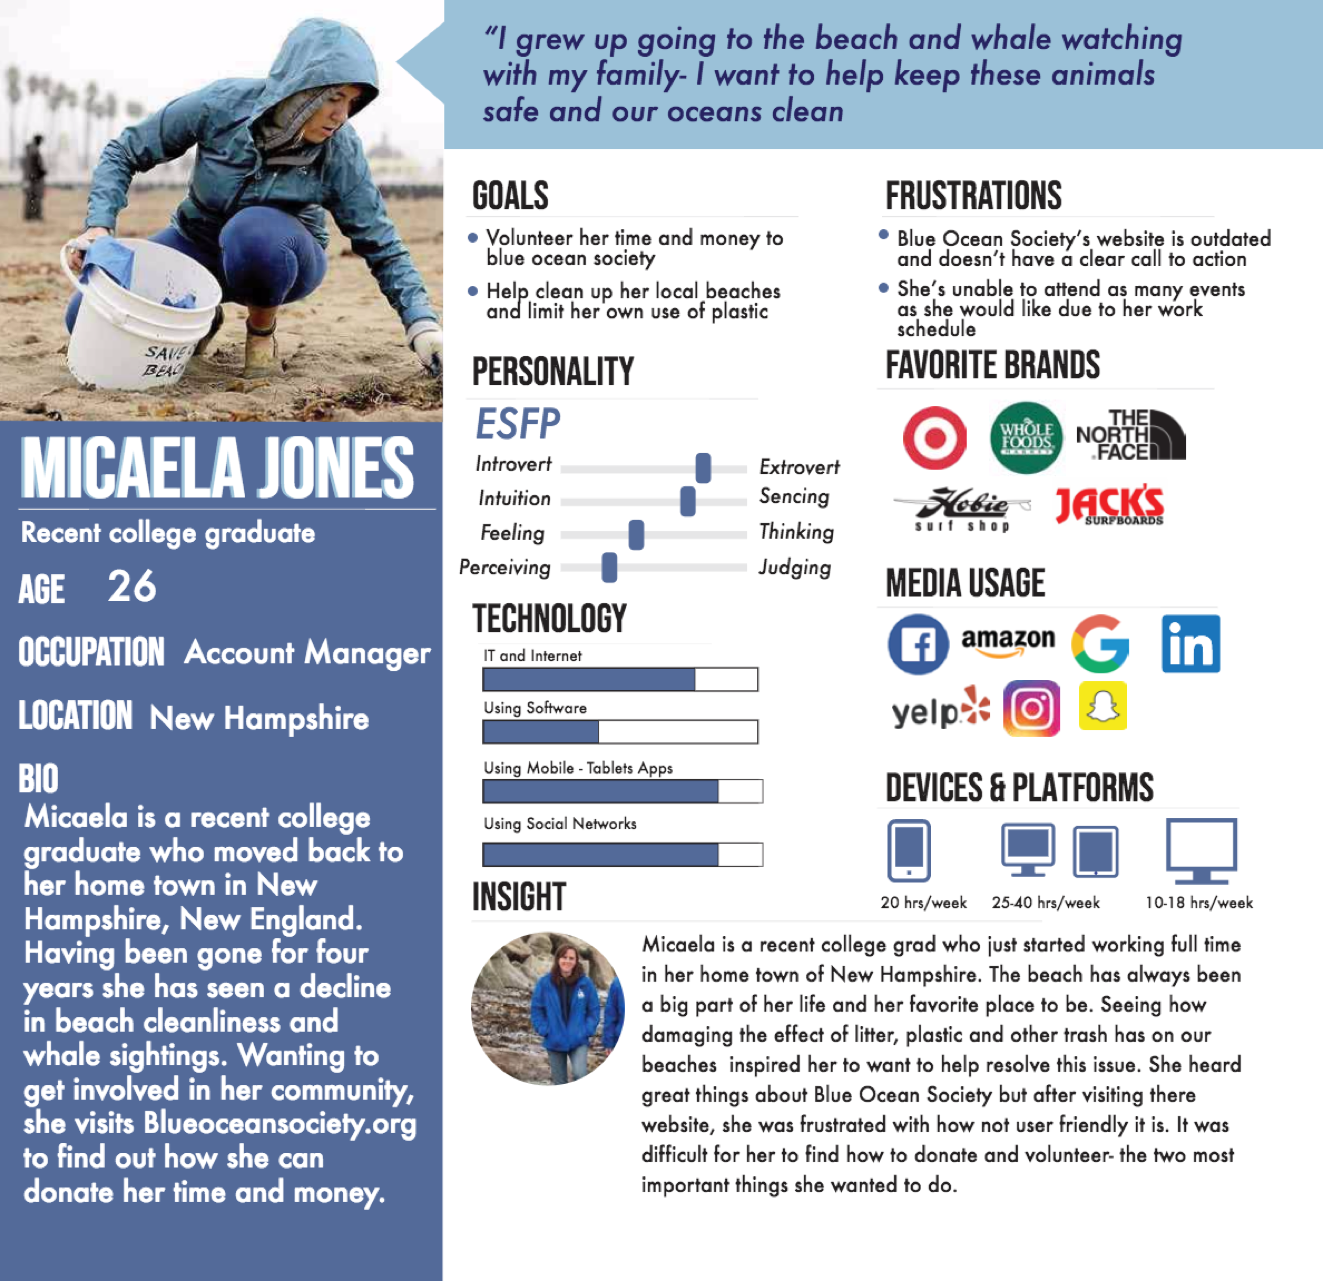 “I grew up going to the beach and whale watching
with my family- I want to help keep these animals
safe and our oceans clean
SAVE
BEAC
MICAELA JONES
Recent college graduate
AGE 26
OCCUPATION Account Manager
LOCATION New Hampshire
BIO
Micaela is a recent college
graduate who moved back to
her home town in New
Hampshire, New England.
Having been gone for four
years she has seen a decline
in beach cleanliness and
whale sightings. Wanting to
get involved in her community,
she visits Blueoceansociety.org
to find out how she can
donate her time and money.
GOALS
Volunteer her time and money to
blue ocean society
Help clean up her local beaches
and limit her own use of plastic
PERSONALITY
ESFP
Introvert Extrovert
Intuition Sencing
Feeling Thinking
Perceiving Judging
TECHNOLOGY
IT and Internet
Using Software
Using Mobile - Tablets Apps
Using Social Networks
FRUSTRATIONS
Blue Ocean Society’s website is outdated
and doesn’t have a clear call to action
She’s unable to attend as many events
as she would like due to her work
schedule
FAVORITE BRANDS
WHOLE
FOODS
MARKET
THE
NORTH
FACE
Hobie
surf shop
JACK'S
SURFBOARDS
MEDIA USAGE
amazon
in
yelp
DEVICES & PLATFORMS
20 hrs/week 25-40 hrs/week 10-18 hrs/week
INSIGHT
Micaela is a recent college grad who just started working full time
in her home town of New Hampshire. The beach has always been
a big part of her life and her favorite place to be. Seeing how
damaging the effect of litter, plastic and other trash has on our
beaches inspired her to want to help resolve this issue. She heard
great things about Blue Ocean Society but after visiting there
website, she was frustrated with how not user friendly it is. It was
difficult for her to find how to donate and volunteer- the two most
important things she wanted to do.